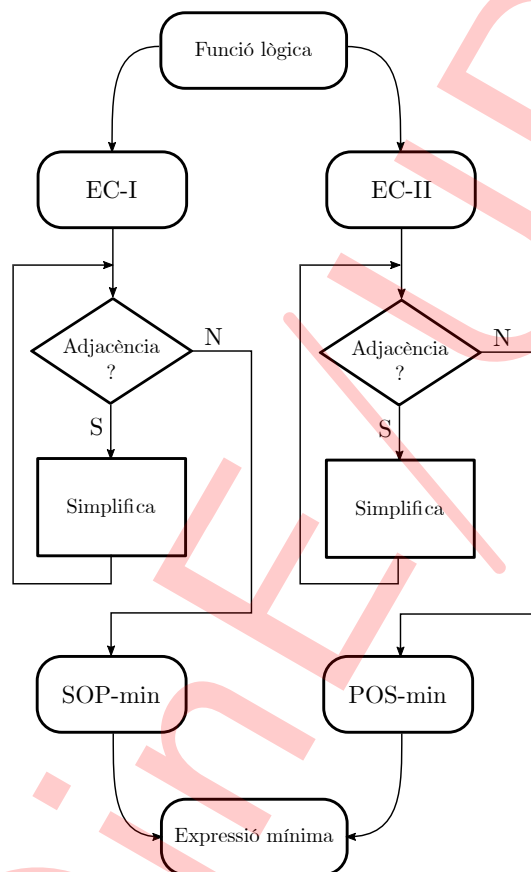 Funció lògica
EC-I
EC-II
Adjacència
?
N
S
Simplifica
Adjacència
?
N
S
Simplifica
SOP-min
POS-min
Expressió mínima